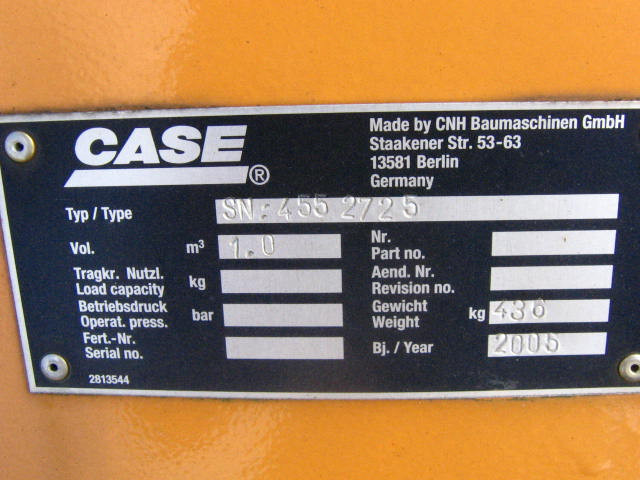 CASE®
Made by CNH Baumaschinen GmbH
Staakener Str. 53-63
13581 Berlin
Germany
Typ / Type SN: 455 2725
Vol. m³ 1.0
Nr.
Part no.
Tragkr. Nutzl.
Load capacity kg
Aend. Nr.
Revision no.
Betriebsdruck
Operat. press. bar
Gewicht
Weight kg 436
Fert.-Nr.
Serial no.
Bj. / Year 2005
2813544